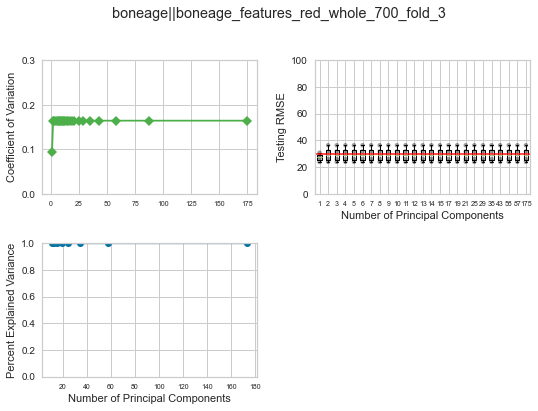 boneage||boneage_features_red_whole_700_fold_3
Coefficient of Variation
0.3
0.2
0.1
0.0
0 25 50 75 100 125 150 175
Testing RMSE
100
80
60
40
20
0
1 2 3 4 5 6 7 8 9 10 11 12 13 14 15 17 19 21 25 29 35 43 58 87 175
Number of Principal Components
Percent Explained Variance
1.0
0.8
0.6
0.4
0.2
0.0
20 40 60 80 100 120 140 160 180
Number of Principal Components